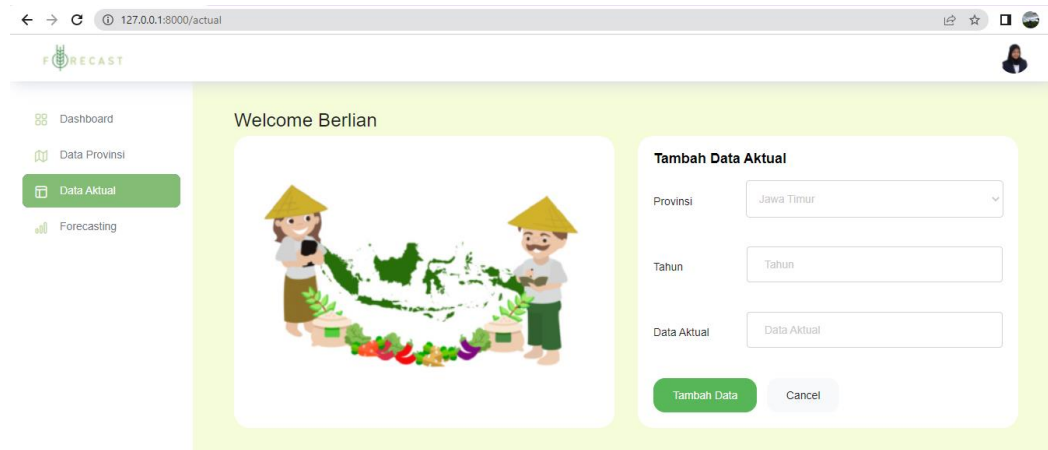 127.0.0.1:8000/actual
FORECAST
Dashboard
Data Provinsi
Data Aktual
Forecasting
Welcome Berlian
Tambah Data Aktual
Provinsi
Jawa Timur
Tahun
Tahun
Data Aktual
Data Aktual
Tambah Data
Cancel